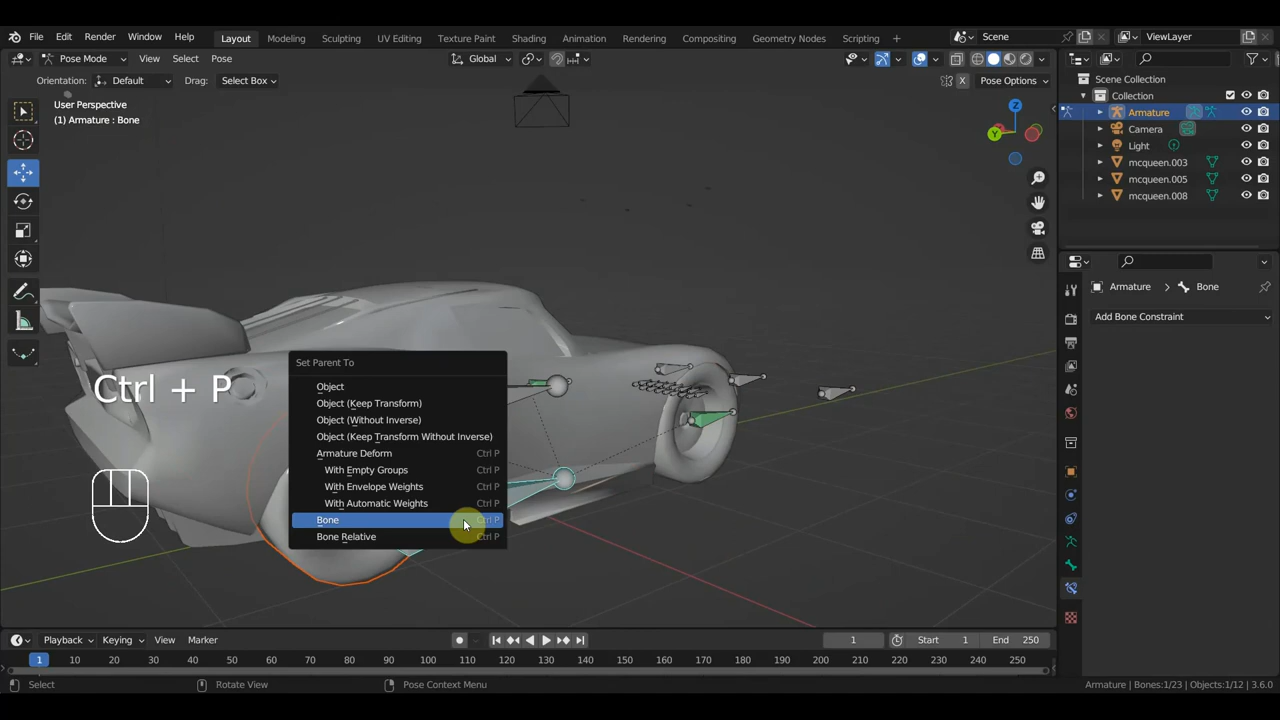 File Edit Render Window Help Layout Modeling Sculpting UV Editing Texture Paint Shading Animation Rendering Compositing Geometry Nodes Scripting + Scene ViewLayer
Pose Mode View Select Pose Global
Orientation: Default Drag: Select Box X Pose Options
User Perspective
(1) Armature : Bone
Z
Y
Scene Collection
Collection
Armature
Camera
Light
mcqueen.003
mcqueen.005
mcqueen.008
Armature > Bone
Add Bone Constraint
Ctrl + P
Set Parent To
Object
Object (Keep Transform)
Object (Without Inverse)
Object (Keep Transform Without Inverse)
Armature Deform Ctrl P
With Empty Groups Ctrl P
With Envelope Weights Ctrl P
With Automatic Weights Ctrl P
Bone Ctrl P
Bone Relative Ctrl P
Playback Keying View Marker 1 Start 1 End 250
1 10 20 30 40 50 60 70 80 90 100 110 120 130 140 150 160 170 180 190 200 210 220 230 240 250
Select Rotate View Pose Context Menu Armature | Bones:1/23 | Objects:1/12 | 3.6.0